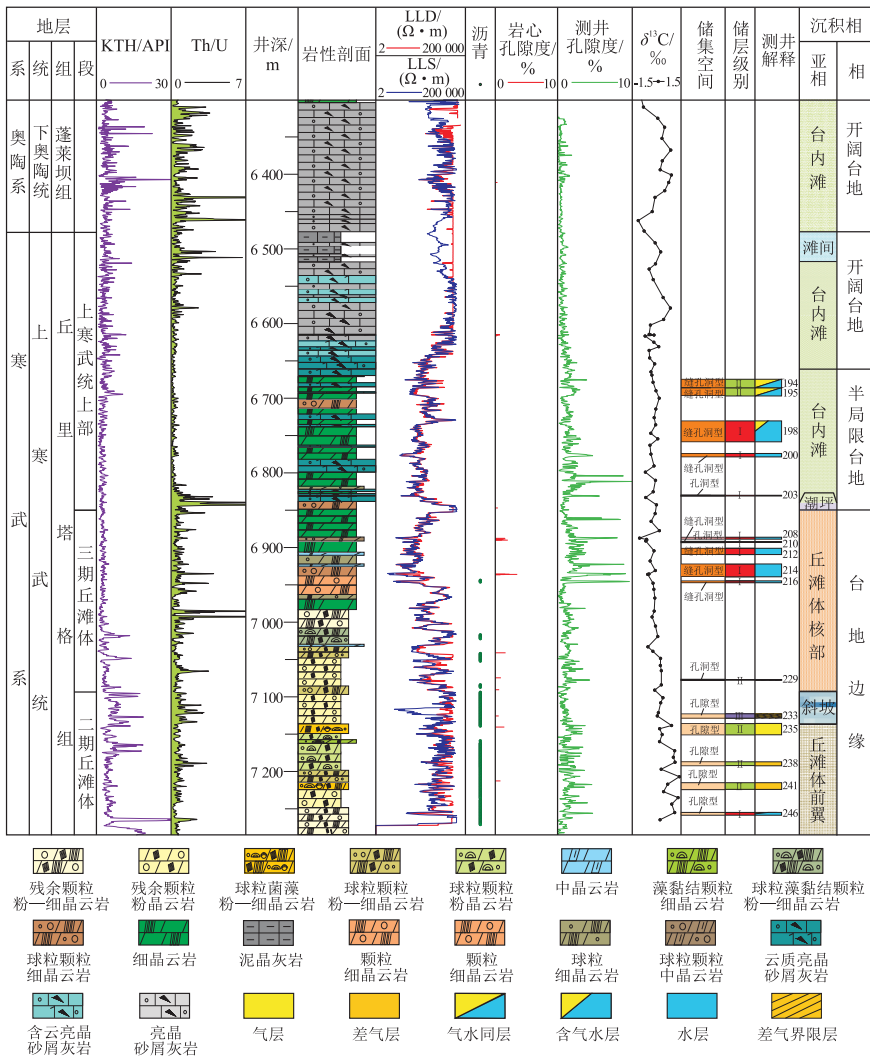 地层
系
统
组
段
KTH/API
0 30
Th/U
0 7
井深/
m
岩性剖面
LLD/
(Ω·m)
2 200 000
LLS/
(Ω·m)
2 200 000
沥青
岩心
孔隙度/
%
0 10
测井
孔隙度/
%
0 10
δ13C/
‰
-1.5 1.5
储集空间
储层级别
测井解释
沉积相
亚相
相
奥陶系
下奥陶统
蓬莱坝组
寒武系
上寒武统
丘里塔格组
上寒武统上部
三期丘滩体
二期丘滩体
6 400
6 500
6 600
6 700
6 800
6 900
7 000
7 100
7 200
缝孔洞型 II 194
缝孔洞型 II 195
缝孔洞型 I 198
I 200
缝孔洞型
孔洞型
I 203
缝孔洞型
孔洞型 I 208
210
缝孔洞型 I 212
缝孔洞型 I 214
I 216
缝孔洞型
孔洞型
II 229
孔隙型
III 233
II 235
孔隙型
II 238
孔隙型
II 241
孔隙型
I 246
台内滩
滩间
台内滩
台内滩
潮坪
丘滩体核部
斜坡
丘滩体前翼
开阔台地
开阔台地
半局限台地
台地边缘
残余颗粒
粉—细晶云岩
残余颗粒
粉晶云岩
球粒菌藻
粉—细晶云岩
球粒颗粒
粉—细晶云岩
球粒颗粒
粉晶云岩
中晶云岩
藻黏结颗粒
细晶云岩
球粒藻黏结颗粒
粉—细晶云岩
球粒颗粒
细晶云岩
细晶云岩
泥晶灰岩
颗粒
细晶云岩
颗粒
细晶云岩
球粒
细晶云岩
球粒颗粒
中晶云岩
云质亮晶
砂屑灰岩
含云亮晶
砂屑灰岩
亮晶
砂屑灰岩
气层
差气层
气水同层
含气水层
水层
差气界限层